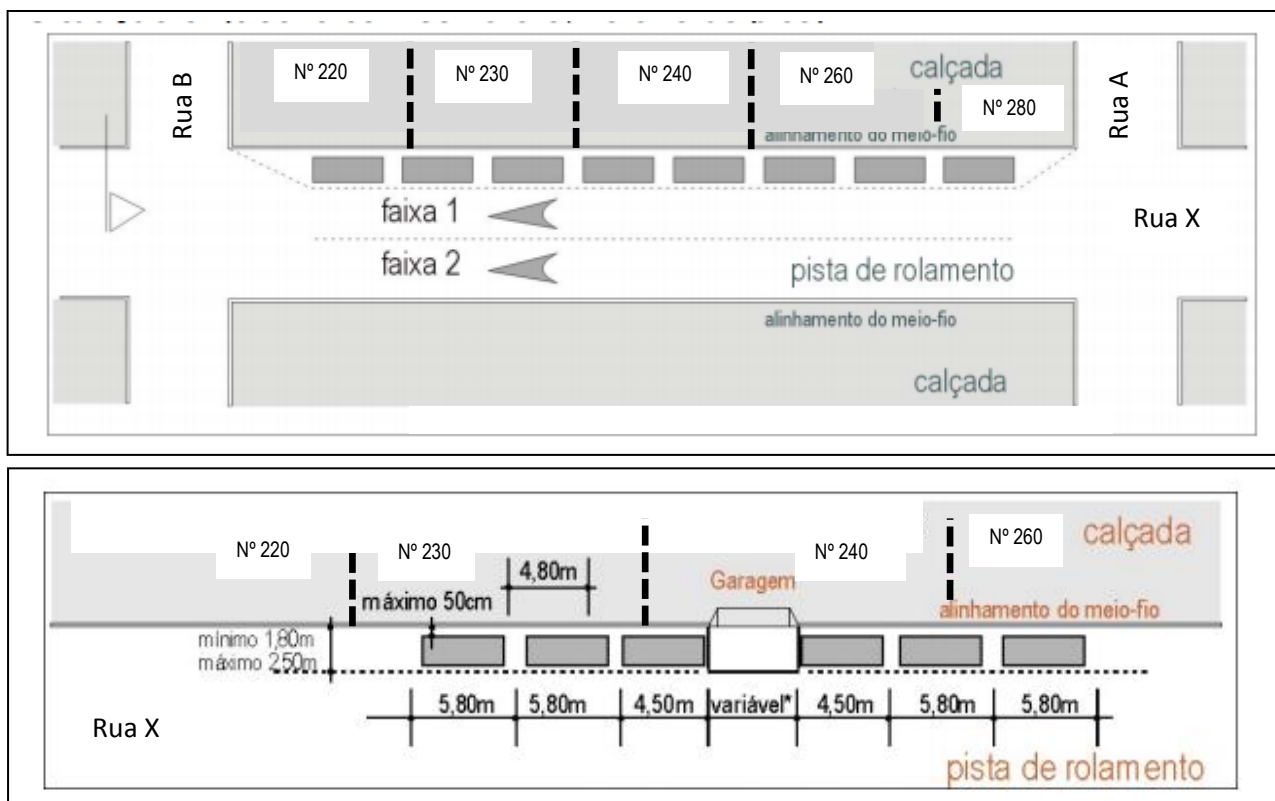 Nº 220
Nº 230
Nº 240
Nº 260
calçada
Nº 280
Rua B
Rua A
alinhamento do meio-fio
faixa 1
Rua X
faixa 2
pista de rolamento
alinhamento do meio-fio
calçada
Nº 220
Nº 230
Nº 240
Nº 260
calçada
4,80m
Garagem
máximo 50cm
alinhamento do meio-fio
mínimo 1,80m
máximo 2,50m
5,80m 5,80m 4,50m variável* 4,50m 5,80m 5,80m
Rua X
pista de rolamento